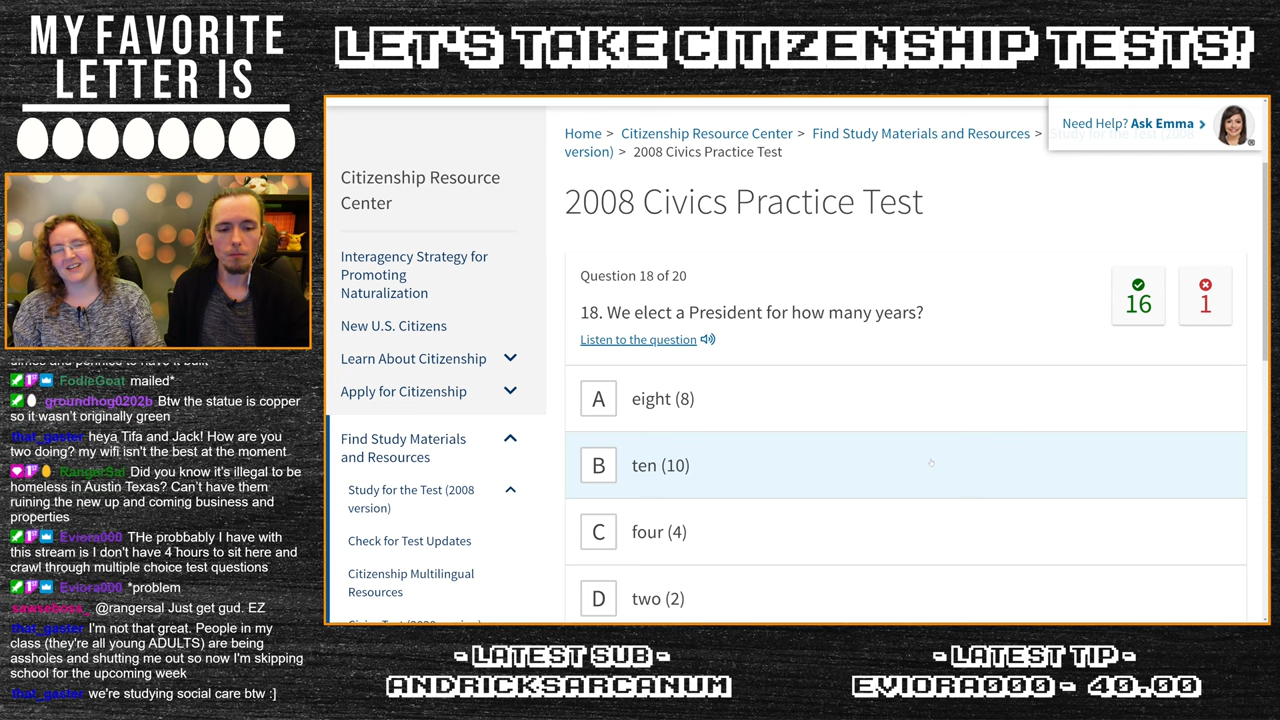 MY FAVORITE
LETTER IS
LET'S TAKE CITIZENSHIP TESTS!
Citizenship Resource
Center
Interagency Strategy for
Promoting
Naturalization
New U.S. Citizens
Learn About Citizenship
Apply for Citizenship
Find Study Materials
and Resources
Study for the Test (2008
version)
Check for Test Updates
Citizenship Multilingual
Resources
Home > Citizenship Resource Center > Find Study Materials and Resources >
version) > 2008 Civics Practice Test
Need Help? Ask Emma >
2008 Civics Practice Test
Question 18 of 20
16
1
18. We elect a President for how many years?
Listen to the question
A eight (8)
B ten (10)
C four (4)
D two (2)
FodieGoat mailed*
groundhog0202b Btw the statue is copper
so it wasn't originally green
that_gaster heya Tifa and Jack! How are you
two doing? my wifi isn't the best at the moment
RangerSal Did you know it's illegal to be
homeless in Austin Texas? Can't have them
ruining the new up and coming business and
properties
Eviora000 THe probbably I have with
this stream is I don't have 4 hours to sit here and
crawl through multiple choice test questions
Eviora000 *problem
@rangersal Just get gud. EZ
that_gaster I'm not that great. People in my
class (they're all young ADULTS) are being
assholes and shutting me out so now I'm skipping
school for the upcoming week
that_gaster we're studying social care btw :]
- LATEST SUB -
ANDRICKSARCANUM
- LATEST TIP -
EVIORA000 - 40.00